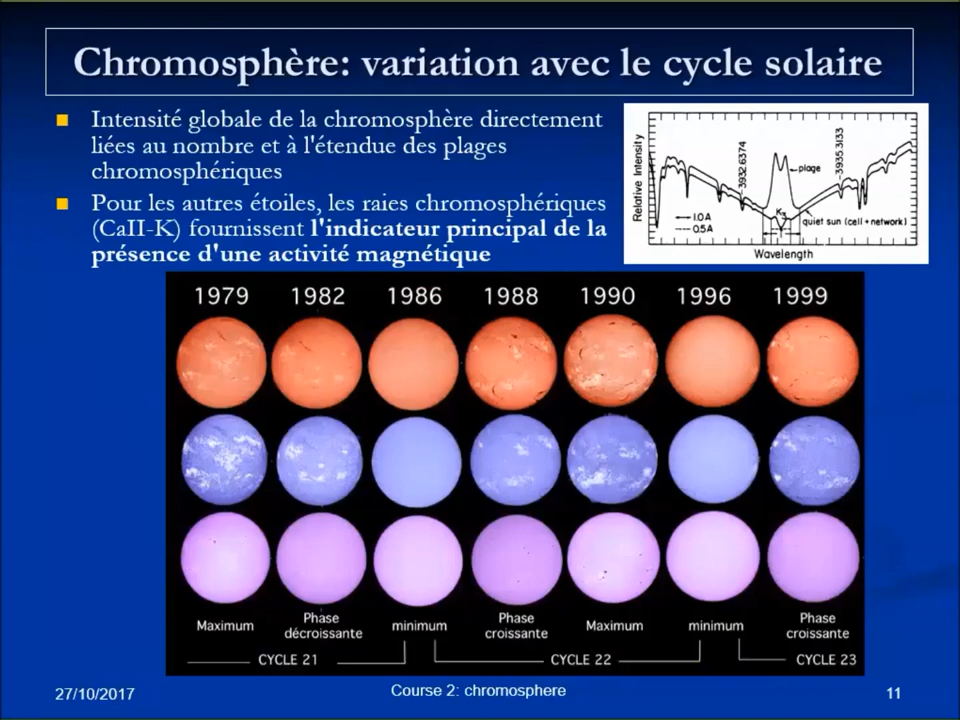 Chromosphère: variation avec le cycle solaire
Intensité globale de la chromosphère directement
liées au nombre et à l'étendue des plages
chromosphériques
Pour les autres étoiles, les raies chromosphériques
(CaII-K) fournissent l'indicateur principal de la
présence d'une activité magnétique
Relative Intensity
3932.6374
plage
~3935.3133
K₃
1.0 A
0.5A
quiet sun (cell + network)
Wavelength
1979 1982 1986 1988 1990 1996 1999
Maximum Phase décroissante minimum Phase croissante Maximum minimum Phase croissante
CYCLE 21 CYCLE 22 CYCLE 23
27/10/2017 Course 2: chromosphere 11